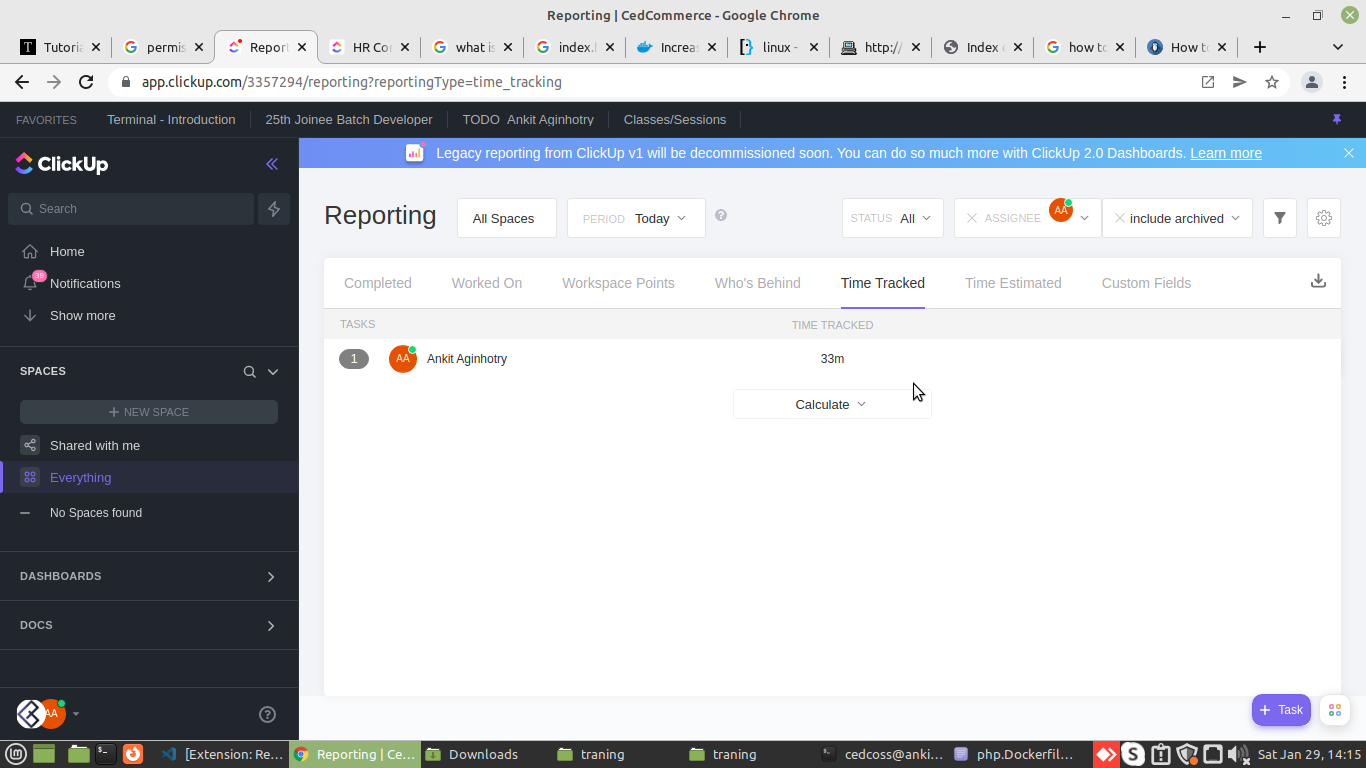 Reporting | CedCommerce - Google Chrome
Tutoria
permis
Report
HR Co
what is
index.
Increa
linux -
http://
Index
how to
How to
app.clickup.com/3357294/reporting?reportingType=time_tracking
FAVORITES
Terminal - Introduction
25th Joinee Batch Developer
TODO Ankit Aginhotry
Classes/Sessions
ClickUp
Legacy reporting from ClickUp v1 will be decommissioned soon. You can do so much more with ClickUp 2.0 Dashboards. Learn more
Search
Reporting
All Spaces
PERIOD Today
STATUS All
ASSIGNEE AA
include archived
Home
Notifications
Show more
Completed
Worked On
Workspace Points
Who's Behind
Time Tracked
Time Estimated
Custom Fields
TASKS
TIME TRACKED
1
AA
Ankit Aginhotry
33m
Calculate
SPACES
NEW SPACE
Shared with me
Everything
No Spaces found
DASHBOARDS
DOCS
AA
Task
[Extension: Re...
Reporting | Ce...
Downloads
traning
traning
cedcoss@anki...
php.Dockerfil...
Sat Jan 29, 14:15